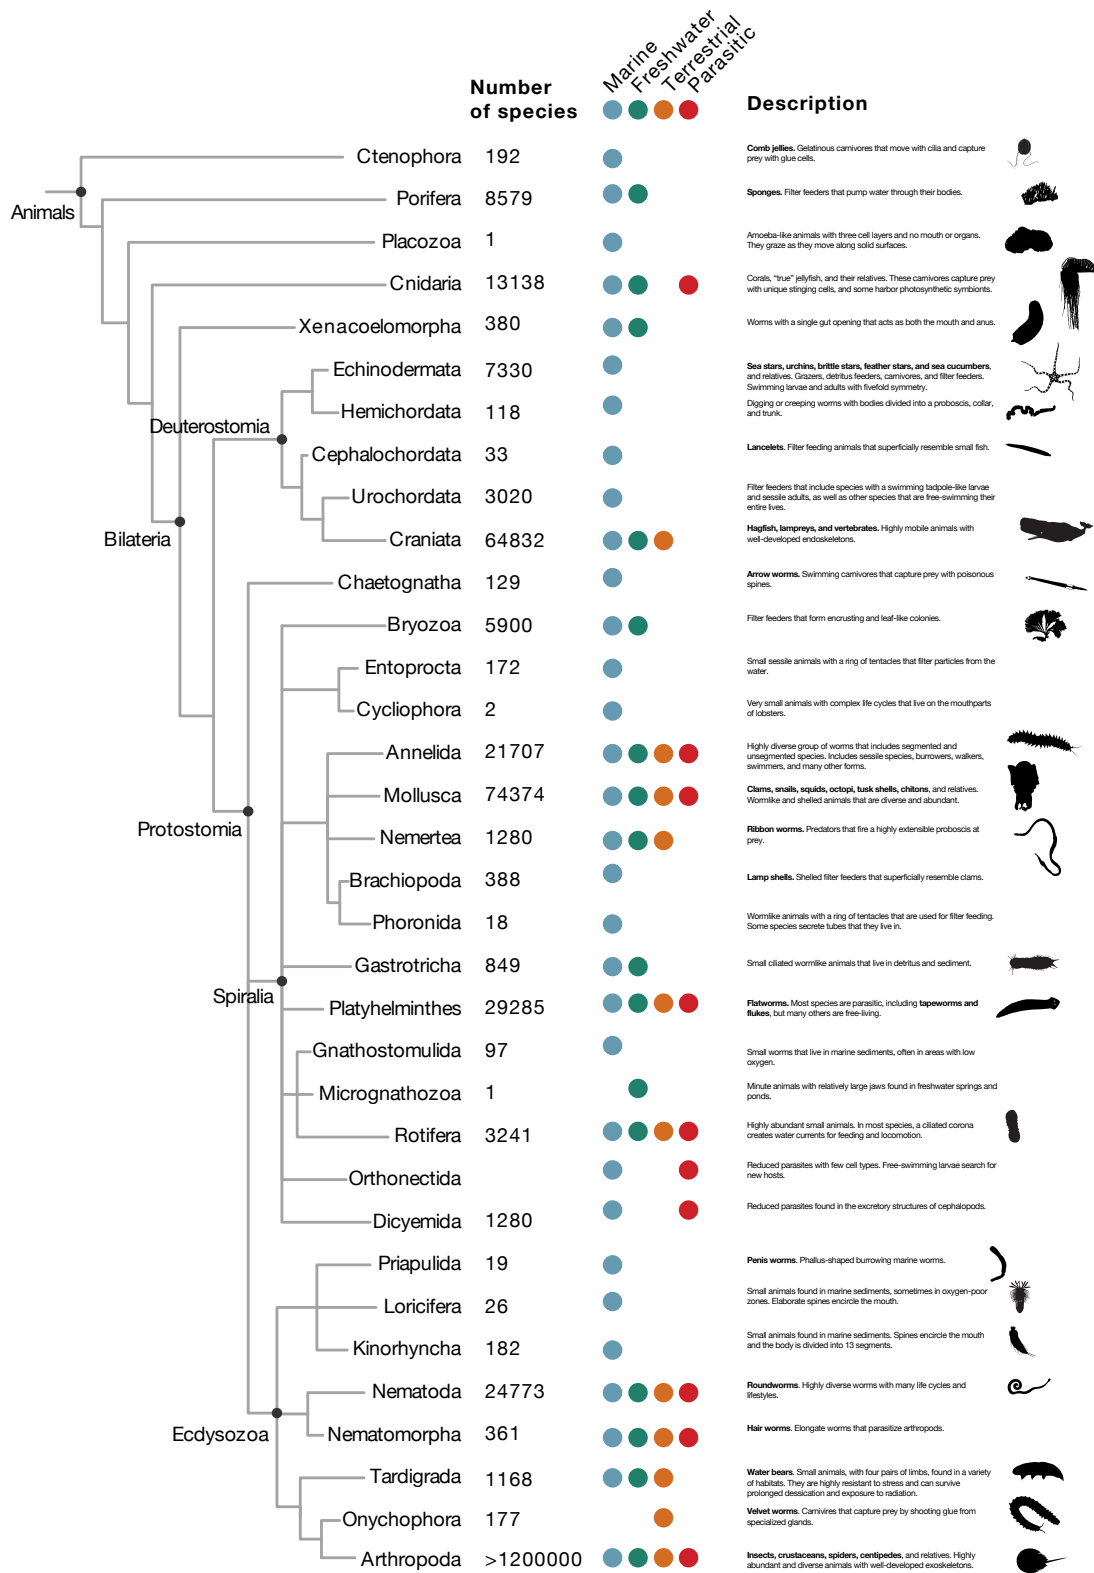 Marine
Freshwater
Terrestrial
Parasitic
Number
of species
Description
Animals
Ctenophora 192
Comb jellies. Gelatinous carnivores that move with cilia and capture
prey with glue cells.
Porifera 8579
Sponges. Filter feeders that pump water through their bodies.
Placozoa 1
Amoeba-like animals with three cell layers and no mouth or organs.
They graze as they move along solid surfaces.
Cnidaria 13138
Corals, “true” jellyfish, and their relatives. These carnivores capture prey
with unique stinging cells, and some harbor photosynthetic symbionts.
Xenacoelomorpha 380
Worms with a single gut opening that acts as both the mouth and anus.
Echinodermata 7330
Sea stars, urchins, brittle stars, feather stars, and sea cucumbers,
and relatives. Grazers, detritus feeders, carnivores, and filter feeders.
Swimming larvae and adults with fivefold symmetry.
Hemichordata 118
Digging or creeping worms with bodies divided into a proboscis, collar,
and trunk.
Deuterostomia
Cephalochordata 33
Lancelets. Filter feeding animals that superficially resemble small fish.
Urochordata 3020
Filter feeders that include species with a swimming tadpole-like larvae
and sessile adults, as well as other species that are free-swimming their
entire lives.
Bilateria
Craniata 64832
Hagfish, lampreys, and vertebrates. Highly mobile animals with
well-developed endoskeletons.
Chaetognatha 129
Arrow worms. Swimming carnivores that capture prey with poisonous
spines.
Bryozoa 5900
Filter feeders that form encrusting and leaf-like colonies.
Entoprocta 172
Small sessile animals with a ring of tentacles that filter particles from the
water.
Cycliophora 2
Very small animals with complex life cycles that live on the mouthparts
of lobsters.
Annelida 21707
Highly diverse group of worms that includes segmented and
unsegmented species. Includes sessile species, burrowers, walkers,
swimmers, and many other forms.
Mollusca 74374
Clams, snails, squids, octopi, tusk shells, chitons, and relatives.
Wormlike and shelled animals that are diverse and abundant.
Protostomia
Nemertea 1280
Ribbon worms. Predators that fire a highly extensible proboscis at
prey.
Brachiopoda 388
Lamp shells. Shelled filter feeders that superficially resemble clams.
Phoronida 18
Wormlike animals with a ring of tentacles that are used for filter feeding.
Some species secrete tubes that they live in.
Gastrotricha 849
Small ciliated wormlike animals that live in detritus and sediment.
Spiralia
Platyhelminthes 29285
Flatworms. Most species are parasitic, including tapeworms and
flukes, but many others are free-living.
Gnathostomulida 97
Small worms that live in marine sediments, often in areas with low
oxygen.
Micrognathozoa 1
Minute animals with relatively large jaws found in freshwater springs and
ponds.
Rotifera 3241
Highly abundant small animals. In most species, a ciliated corona
creates water currents for feeding and locomotion.
Orthonectida
Reduced parasites with few cell types. Free-swimming larvae search for
new hosts.
Dicyemida 1280
Reduced parasites found in the excretory structures of cephalopods.
Priapulida 19
Penis worms. Phallus-shaped burrowing marine worms.
Loricifera 26
Small animals found in marine sediments, sometimes in oxygen-poor
zones. Elaborate spines encircle the mouth.
Kinorhyncha 182
Small animals found in marine sediments. Spines encircle the mouth
and the body is divided into 13 segments.
Nematoda 24773
Roundworms. Highly diverse worms with many life cycles and
lifestyles.
Ecdysozoa
Nematomorpha 361
Hair worms. Elongate worms that parasitize arthropods.
Tardigrada 1168
Water bears. Small animals, with four pairs of limbs, found in a variety
of habitats. They are highly resistant to stress and can survive
prolonged dessication and exposure to radiation.
Onychophora 177
Velvet worms. Carnivires that capture prey by shooting glue from
specialized glands.
Arthropoda >1200000
Insects, crustaceans, spiders, centipedes, and relatives. Highly
abundant and diverse animals with well-developed exoskeletons.